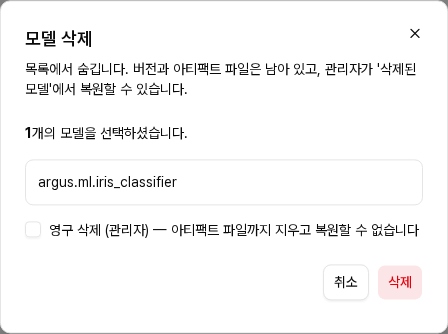 모델 삭제
목록에서 숨깁니다. 버전과 아티팩트 파일은 남아 있고, 관리자가 '삭제된
모델'에서 복원할 수 있습니다.
1개의 모델을 선택하셨습니다.
argus.ml.iris_classifier
영구 삭제 (관리자) — 아티팩트 파일까지 지우고 복원할 수 없습니다
취소 삭제